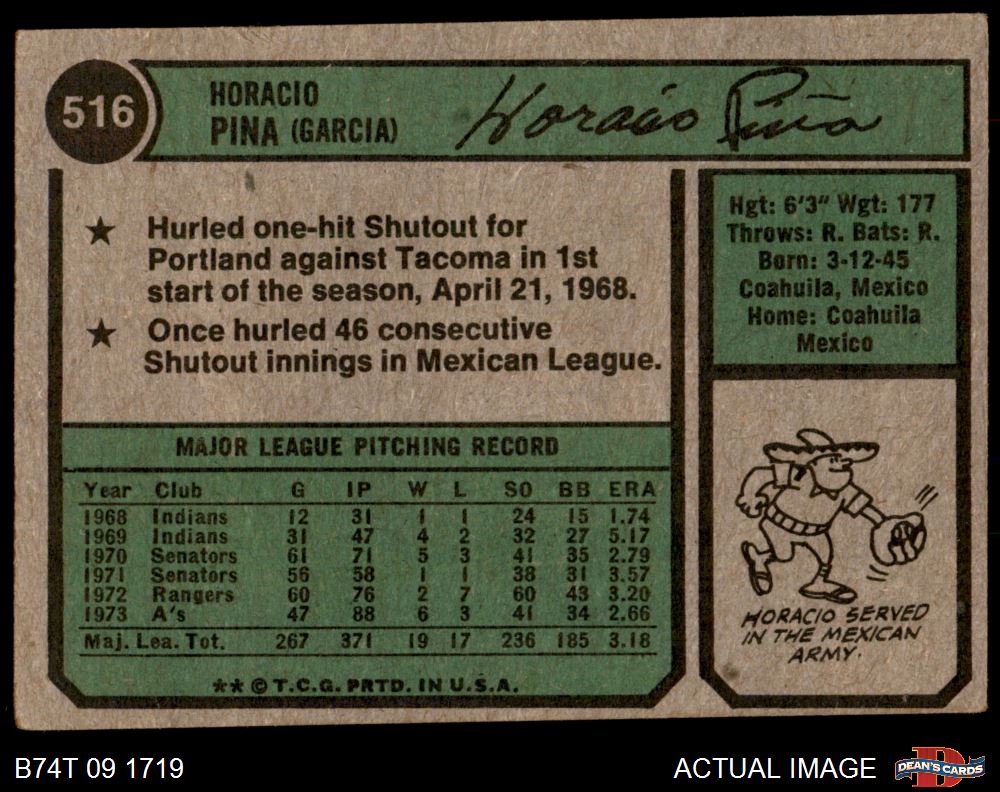 516
HORACIO
PINA (GARCIA)
Horacio Piña
★ Hurled one-hit Shutout for
Portland against Tacoma in 1st
start of the season, April 21, 1968.
★ Once hurled 46 consecutive
Shutout innings in Mexican League.
Hgt: 6'3" Wgt: 177
Throws: R. Bats: R.
Born: 3-12-45
Coahuila, Mexico
Home: Coahuila
Mexico
MAJOR LEAGUE PITCHING RECORD
Year Club G IP W L SO BB ERA
1968 Indians 12 31 1 1 24 15 1.74
1969 Indians 31 47 4 2 32 27 5.17
1970 Senators 61 71 5 3 41 35 2.79
1971 Senators 56 58 1 1 38 31 3.57
1972 Rangers 60 76 2 7 60 43 3.20
1973 A's 47 88 6 3 41 34 2.66
Maj. Lea. Tot. 267 371 19 17 236 185 3.18
** © T.C.G. PRTD. IN U.S.A.
HORACIO SERVED
IN THE MEXICAN
ARMY.
B74T 09 1719
ACTUAL IMAGE
DEAN'S CARDS